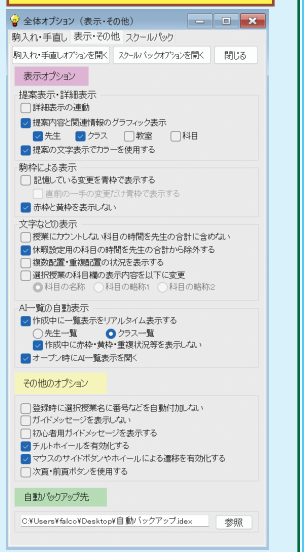 全体オプション（表示・その他）
駒入れ・手直し 表示・その他 スクールパック
駒入れ・手直しオプションを開く スクールパックオプションを開く 閉じる
表示オプション
提案表示・詳細表示
詳細表示の連動
提案内容と関連情報のグラフィック表示
先生 クラス 教室 科目
提案の文字表示でカラーを使用する
駒枠による表示
記憶している変更を青枠で表示する
直前の一手の変更だけ青枠で表示する
赤枠と黄枠を表示しない
文字などの表示
授業にカウントしない科目の時間を先生の合計に含めない
休暇設定用の科目の時間を先生の合計から除外する
複数配置・重複配置の状況を表示する
選択授業の科目欄の表示内容を以下に変更
科目の名称 科目の略称1 科目の略称2
AI一覧の自動表示
作成中に一覧表示をリアルタイム表示する
先生一覧 クラス一覧
作成中に赤枠・黄枠・重複状況等を表示しない
オープン時にAI一覧表示を開く
その他のオプション
登録時に選択授業名に番号などを自動付加しない
ガイドメッセージを表示しない
初心者用ガイドメッセージを表示する
チルトホイールを有効化する
マウスのサイドボタンやホイールによる遷移を有効化する
次頁・前頁ボタンを使用する
自動バックアップ先
C:¥Users¥falco¥Desktop¥自動バックアップ.idex 参照